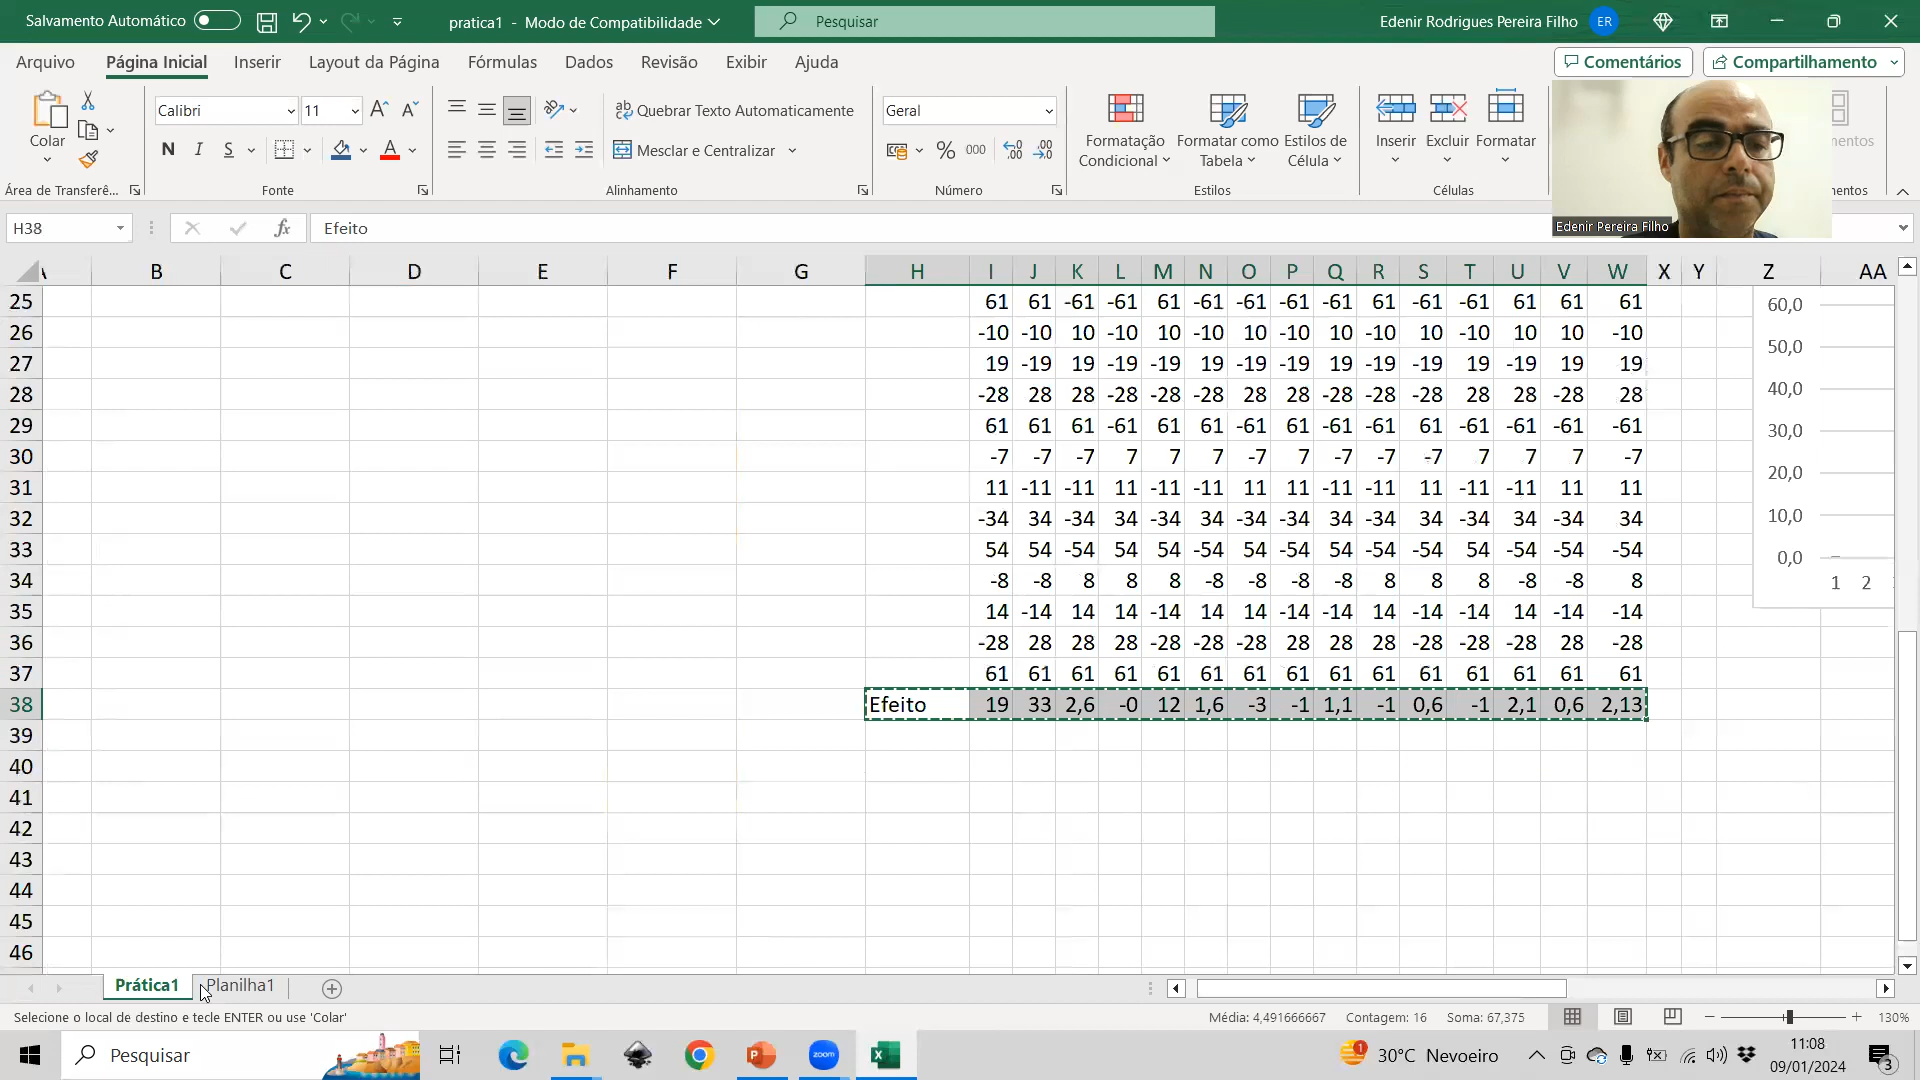 Salvamento Automático
pratica1 - Modo de Compatibilidade
Pesquisar
Edenir Rodrigues Pereira Filho
ER
Arquivo Página Inicial Inserir Layout da Página Fórmulas Dados Revisão Exibir Ajuda
Comentários Compartilhamento
Colar
Área de Transferê...
Calibri 11
N I S
Fonte
Quebrar Texto Automaticamente
Mesclar e Centralizar
Alinhamento
Geral
% 000
Número
Formatação Condicional
Formatar como Tabela
Estilos de Célula
Estilos
Inserir Excluir Formatar
Células
Edenir Pereira Filho
H38 fx Efeito
B C D E F G H I J K L M N O P Q R S T U V W X Y Z AA
25 61 61 -61 -61 61 -61 -61 -61 -61 61 -61 -61 61 61 61
26 -10 -10 10 -10 10 -10 10 -10 10 -10 10 -10 10 10 -10
27 19 -19 19 -19 -19 19 -19 -19 19 -19 -19 19 -19 19 19
28 -28 28 28 -28 -28 -28 28 28 -28 -28 -28 28 28 -28 28
29 61 61 61 -61 61 61 -61 61 -61 -61 61 -61 -61 -61 -61
30 -7 -7 -7 7 7 7 -7 7 -7 -7 -7 7 7 7 -7
31 11 -11 -11 11 -11 -11 11 11 -11 -11 11 -11 -11 11 11
32 -34 34 -34 34 -34 34 -34 -34 34 -34 34 -34 34 -34 34
33 54 54 -54 54 54 -54 54 -54 54 -54 -54 54 -54 -54 -54
34 -8 -8 8 8 8 -8 -8 -8 -8 8 8 8 -8 -8 8
35 14 -14 14 -14 14 14 -14 -14 -14 14 -14 -14 14 -14 -14
36 -28 28 28 28 -28 -28 -28 28 28 28 -28 -28 -28 28 -28
37 61 61 61 61 61 61 61 61 61 61 61 61 61 61 61
38 Efeito 19 33 2,6 -0 12 1,6 -3 -1 1,1 -1 0,6 -1 2,1 0,6 2,13
39
40
41
42
43
44
45
46
60,0
50,0
40,0
30,0
20,0
10,0
0,0
1 2
Prática1 Planilha1
Selecione o local de destino e tecle ENTER ou use 'Colar'
Média: 4,491666667 Contagem: 16 Soma: 67,375
130%
Pesquisar
zoom
1
30°C Nevoeiro
11:08
09/01/2024
3